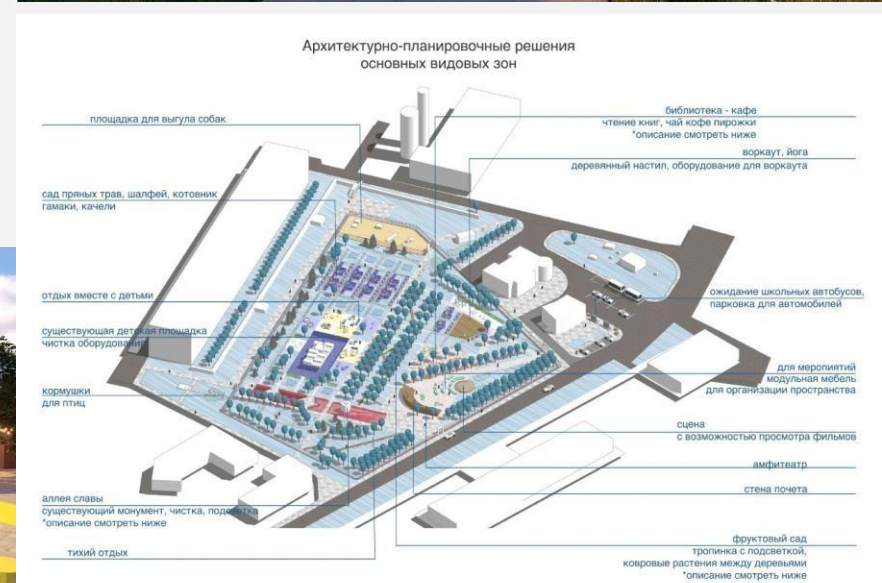 Архитектурно-планировочные решения
основных видовых зон
площадка для выгула собак
сад пряных трав, шалфей, котовник
гамаки, качели
отдых вместе с детьми
существующая детская площадка
чистка оборудования
кормушки
для птиц
аллея славы
существующий монумент, чистка, подсветка
*описание смотреть ниже
тихий отдых
библиотека - кафе
чтение книг, чай кофе пирожки
*описание смотреть ниже
воркаут, йога
деревянный настил, оборудование для воркаута
ожидание школьных автобусов,
парковка для автомобилей
для мероприятий
модульная мебель
для организации пространства
сцена
с возможностью просмотра фильмов
амфитеатр
стена почета
фруктовый сад
тропинка с подсветкой,
ковровые растения между деревьями
*описание смотреть ниже